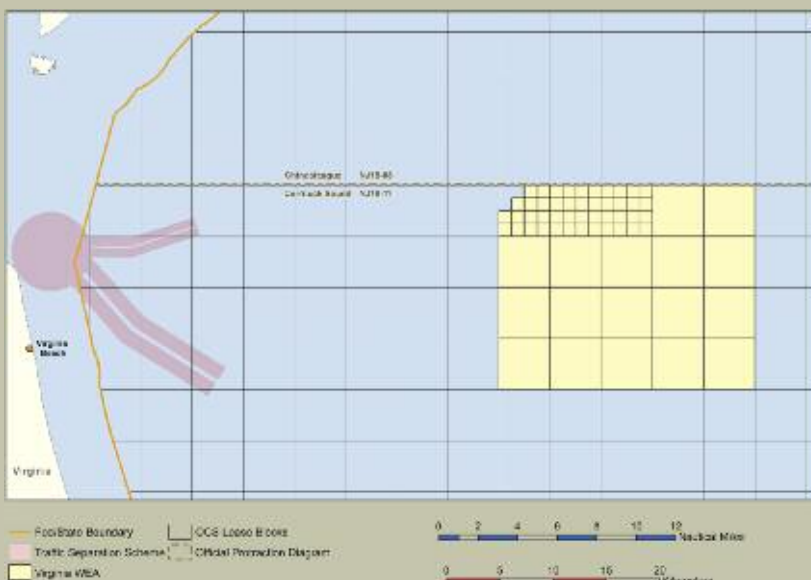 Chincoteague NJ18-08
Currituck Sound NJ18-11
Virginia Beach
Virginia
Fed/State Boundary
OCS Lease Blocks
Traffic Separation Scheme
Official Protraction Diagram
Virginia WEA
0 2 4 6 8 10 12
Nautical Miles
0 5 10 15 20